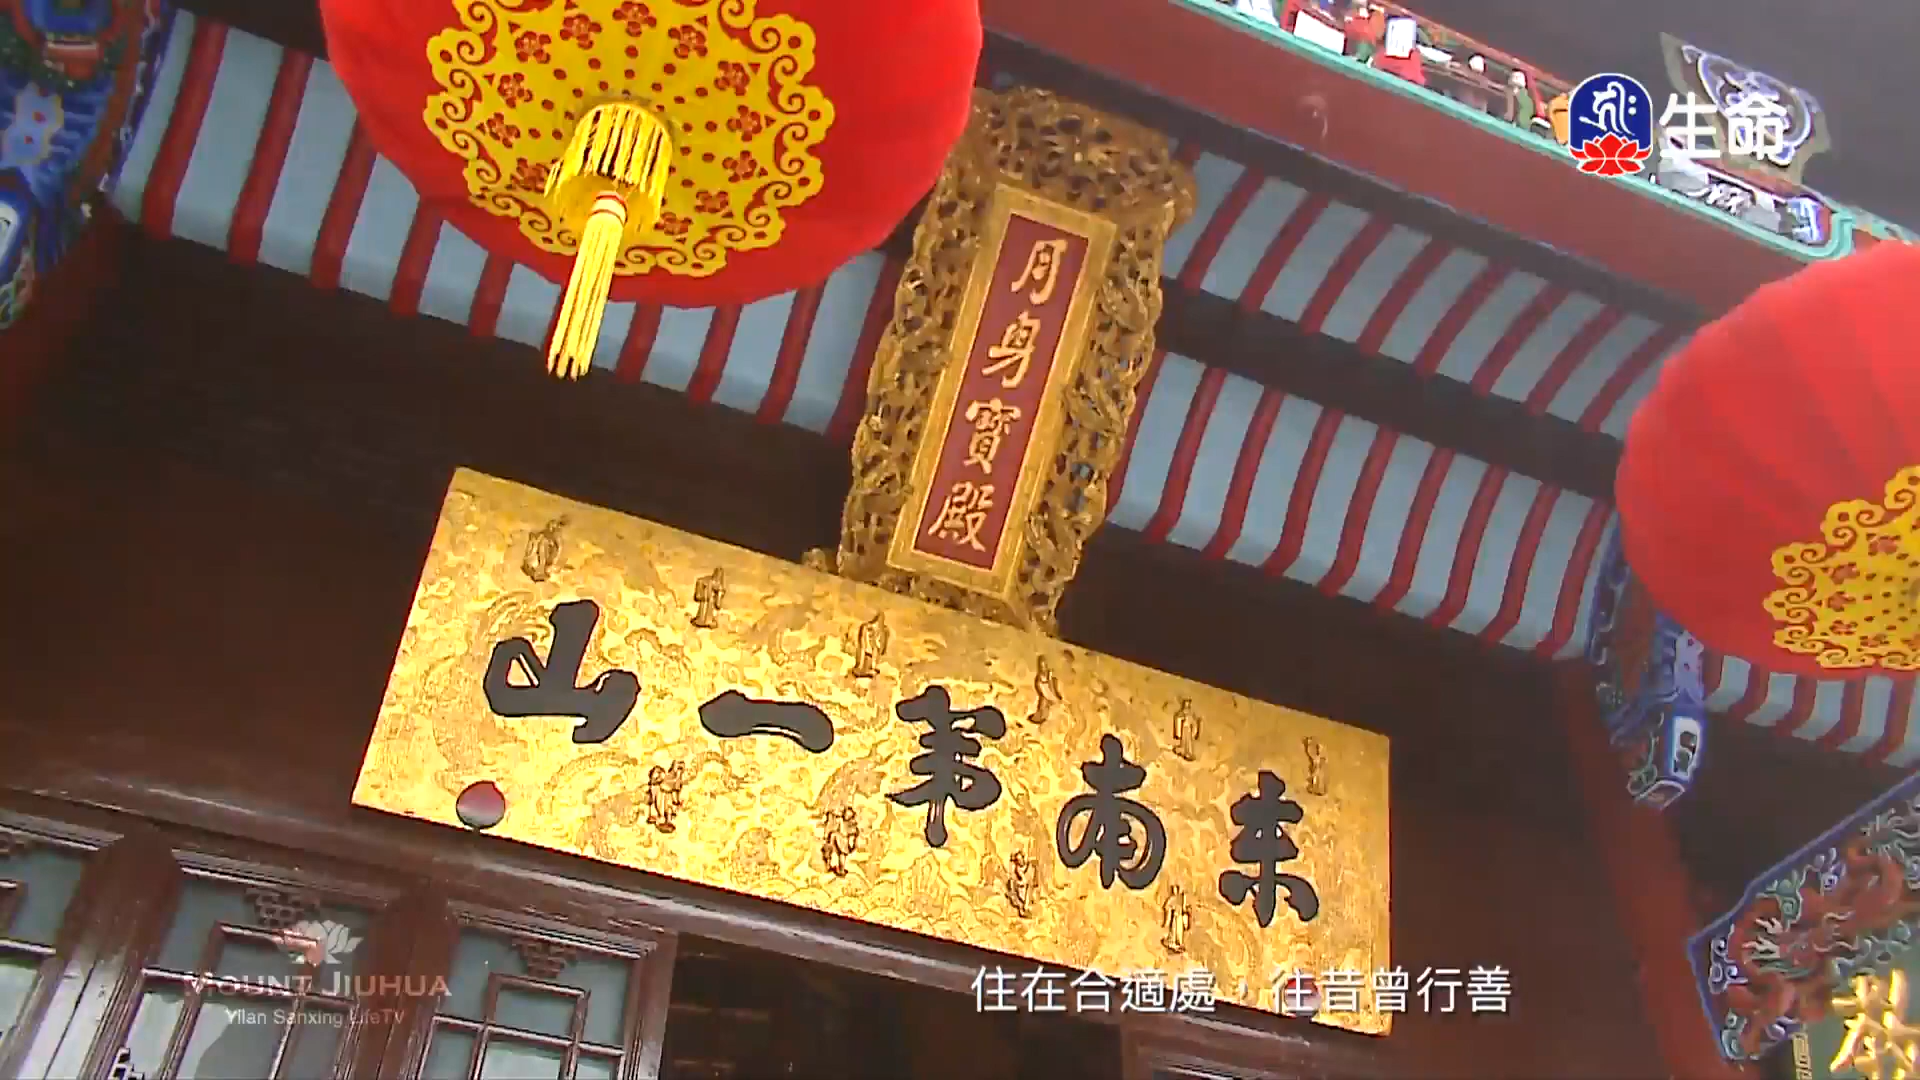 生命
月身寶殿
東南第一山
住在合適處，往昔曾行善
MOUNT JIUHUA
Yilan Sanxing LifeTV